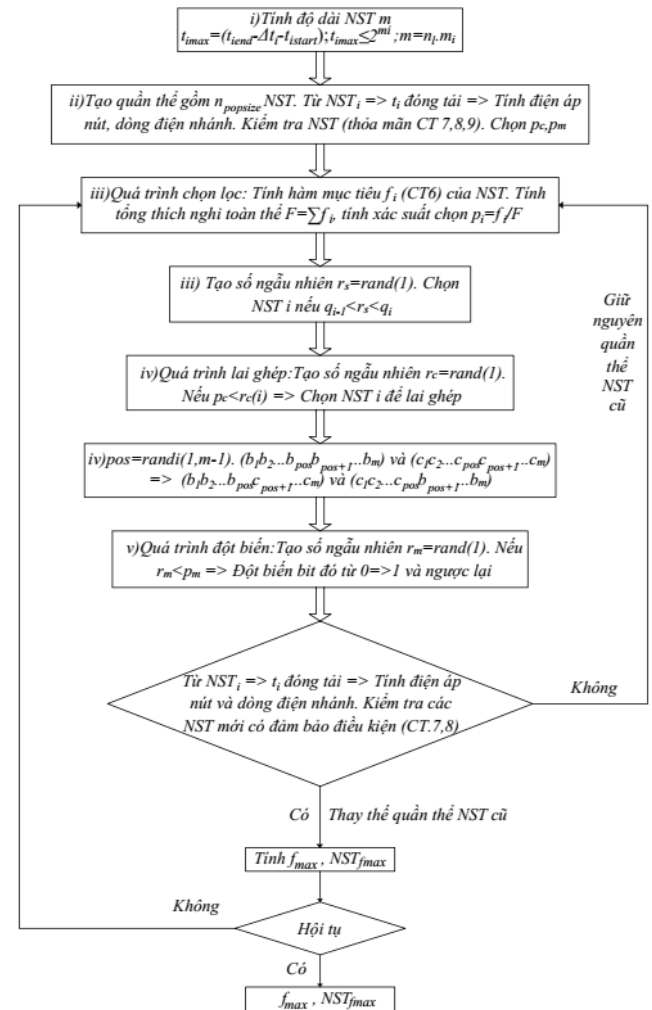 i)Tính độ dài NST m
t_imax=(t_iend-Δt_i-t_istart);t_imax≤2^mi;m=n_l.m_i
ii)Tạo quần thể gồm n_popsize NST. Từ NST_i => t_i đóng tải => Tính điện áp
nút, dòng điện nhánh. Kiểm tra NST (thỏa mãn CT 7,8,9). Chọn p_c,p_m
iii)Quá trình chọn lọc: Tính hàm mục tiêu f_i (CT6) của NST. Tính
tổng thích nghi toàn thể F=∑f_i, tính xác suất chọn p_i=f_i/F
iii) Tạo số ngẫu nhiên r_s=rand(1). Chọn
NST i nếu q_i-1<r_s<q_i
Giữ
nguyên
quần
thể
NST
cũ
iv)Quá trình lai ghép:Tạo số ngẫu nhiên r_c=rand(1).
Nếu p_c<r_c(i) => Chọn NST i để lai ghép
iv)pos=randi(1,m-1). (b_1b_2...b_posb_pos+1...b_m) và (c_1c_2...c_posc_pos+1...c_m)
=> (b_1b_2...b_posc_pos+1..c_m) và (c_1c_2...c_posb_pos+1..b_m)
v)Quá trình đột biến:Tạo số ngẫu nhiên r_m=rand(1). Nếu
r_m<p_m => Đột biến bit đó từ 0=>1 và ngược lại
Từ NST_i => t_i đóng tải => Tính điện áp
nút và dòng điện nhánh. Kiểm tra các
NST mới có đảm bảo điều kiện (CT.7,8)
Không
Có Thay thế quần thể NST cũ
Tính f_max , NST_fmax
Không
Hội tụ
Có
f_max , NST_fmax